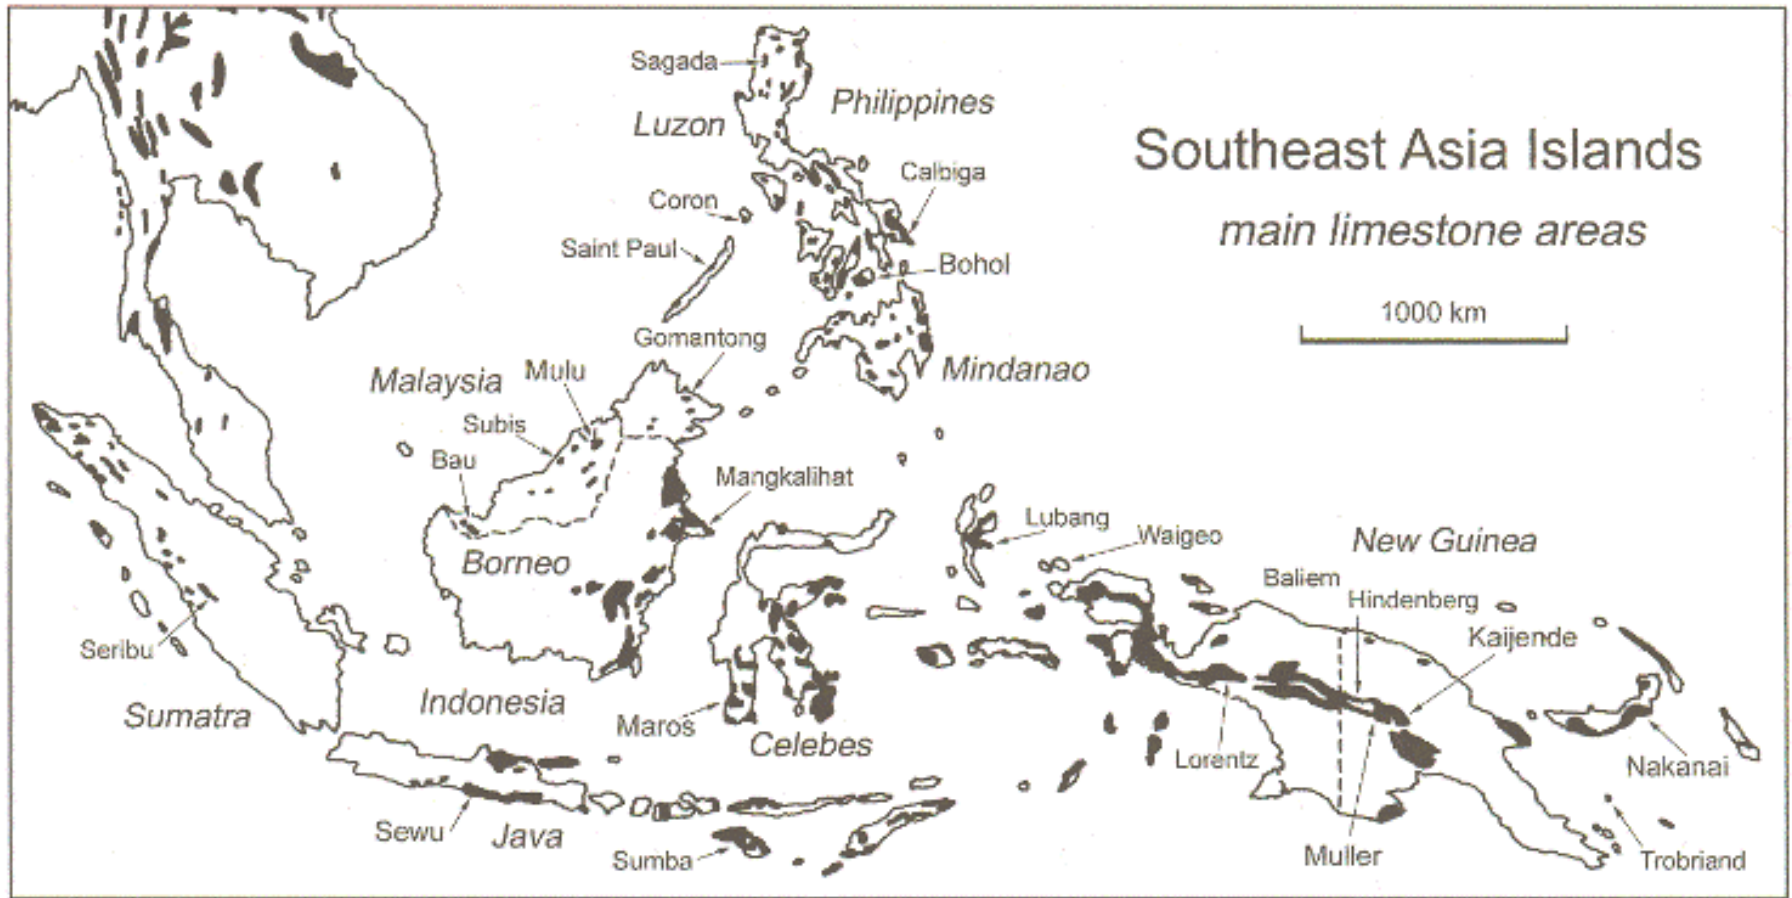 Sagada
Philippines
Luzon
Southeast Asia Islands
Calbiga
Coron
main limestone areas
Saint Paul
Bohol
1000 km
Gomantong
Malaysia
Mulu
Mindanao
Subis
Bau
Mangkalihat
Lubang
Waigeo
New Guinea
Borneo
Baliem
Hindenberg
Kaijende
Seribu
Indonesia
Sumatra
Maros
Celebes
Lorentz
Nakanai
Sewu
Java
Sumba
Muller
Trobriand